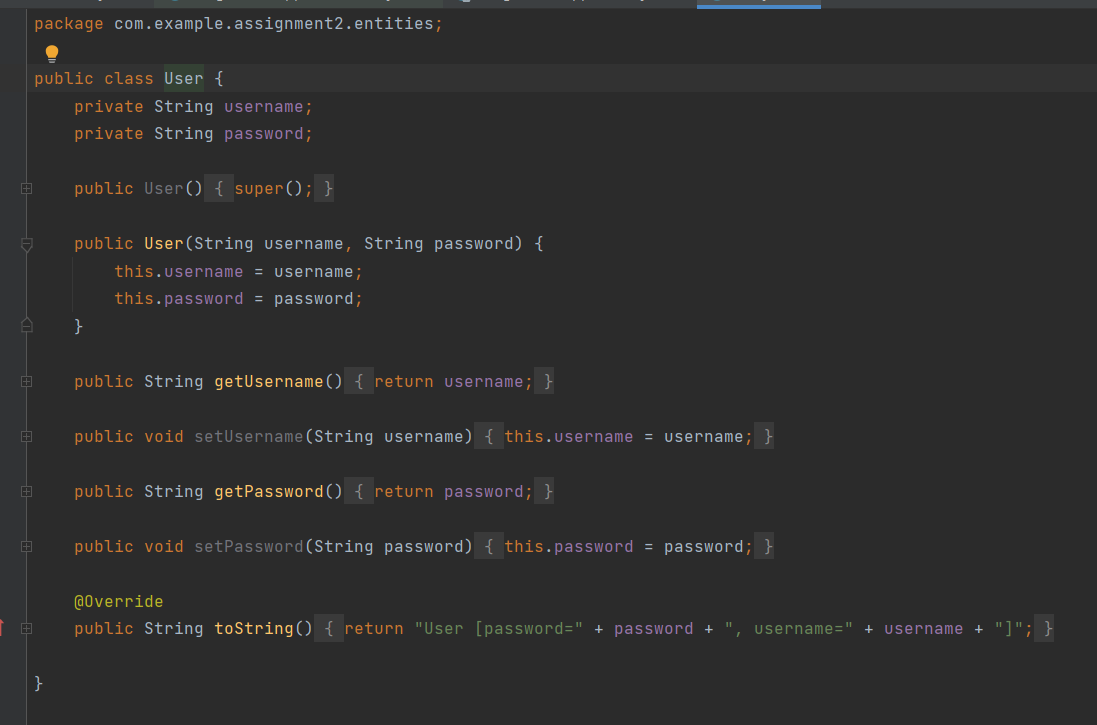 package com.example.assignment2.entities;
public class User {
private String username;
private String password;
public User() { super(); }
public User(String username, String password) {
this.username = username;
this.password = password;
}
public String getUsername() { return username; }
public void setUsername(String username) { this.username = username; }
public String getPassword() { return password; }
public void setPassword(String password) { this.password = password; }
@Override
public String toString() { return "User [password=" + password + ", username=" + username + "]"; }
}